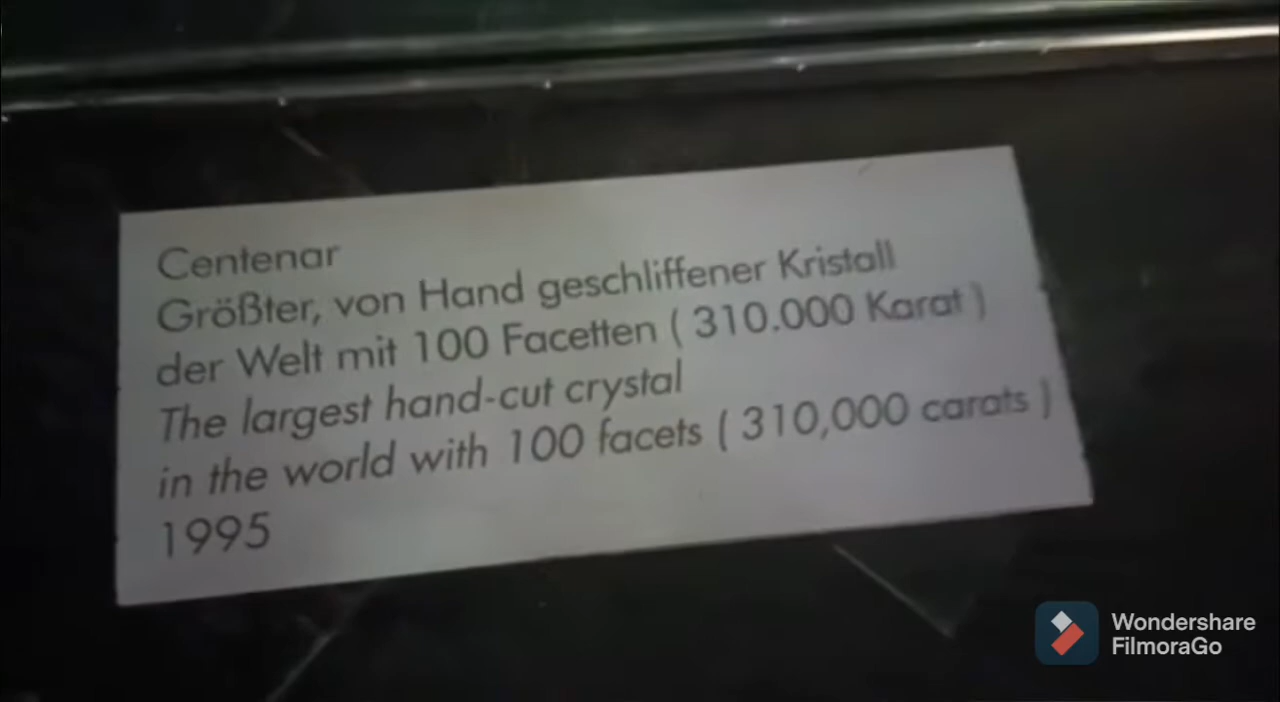 Centenar
Größter, von Hand geschliffener Kristall
der Welt mit 100 Facetten ( 310.000 Karat )
The largest hand-cut crystal
in the world with 100 facets ( 310,000 carats )
1995
Wondershare
FilmoraGo